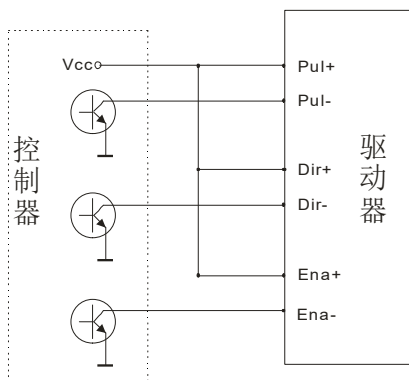 Vcc
Pul+
Pul-
控制器
驱动器
Dir+
Dir-
Ena+
Ena-